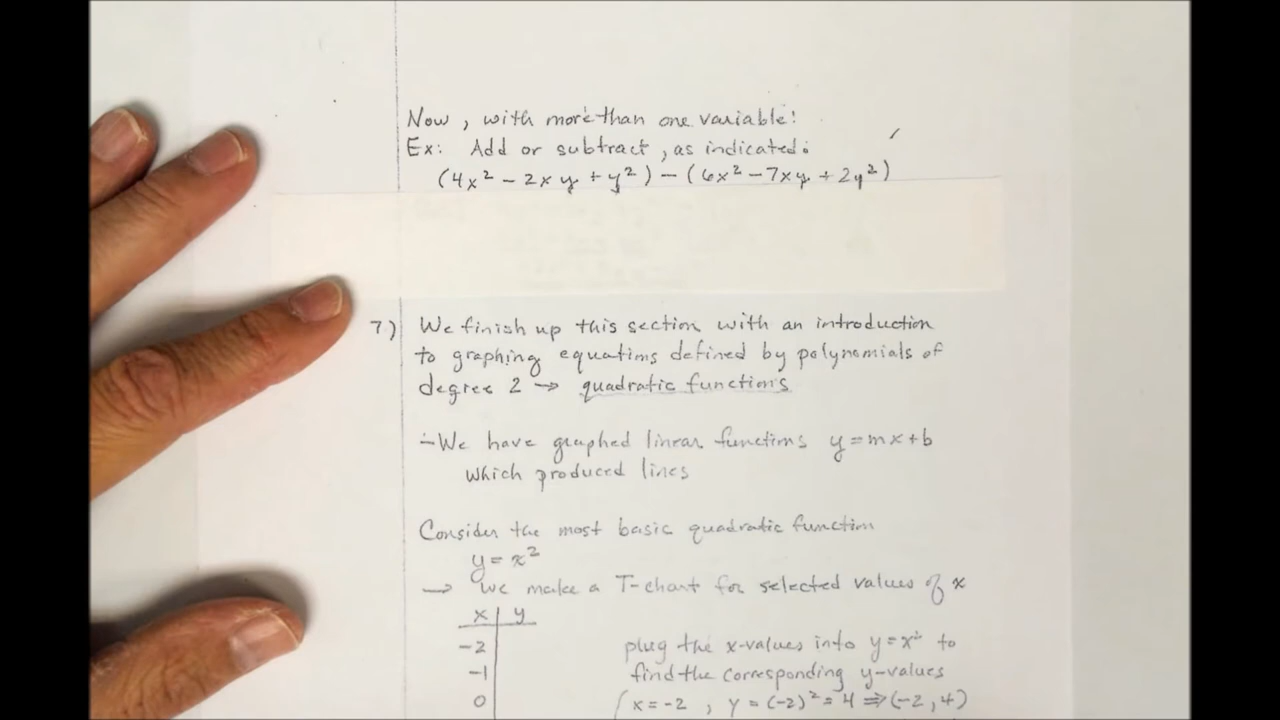 Now, with more than one variable!
Ex: Add or subtract, as indicated:
(4x² - 2xy + y²) - (6x² - 7xy + 2y²)
7.) We finish up this section with an introduction
to graphing equations defined by polynomials of
degree 2 → quadratic functions
- We have graphed linear functions y = mx + b
which produced lines
Consider the most basic quadratic function
y = x²
→ We make a T-chart for selected values of x
x | y
-2 plug the x-values into y = x² to
-1 find the corresponding y-values
0 (x = -2, y = (-2)² = 4 ⇒ (-2, 4)